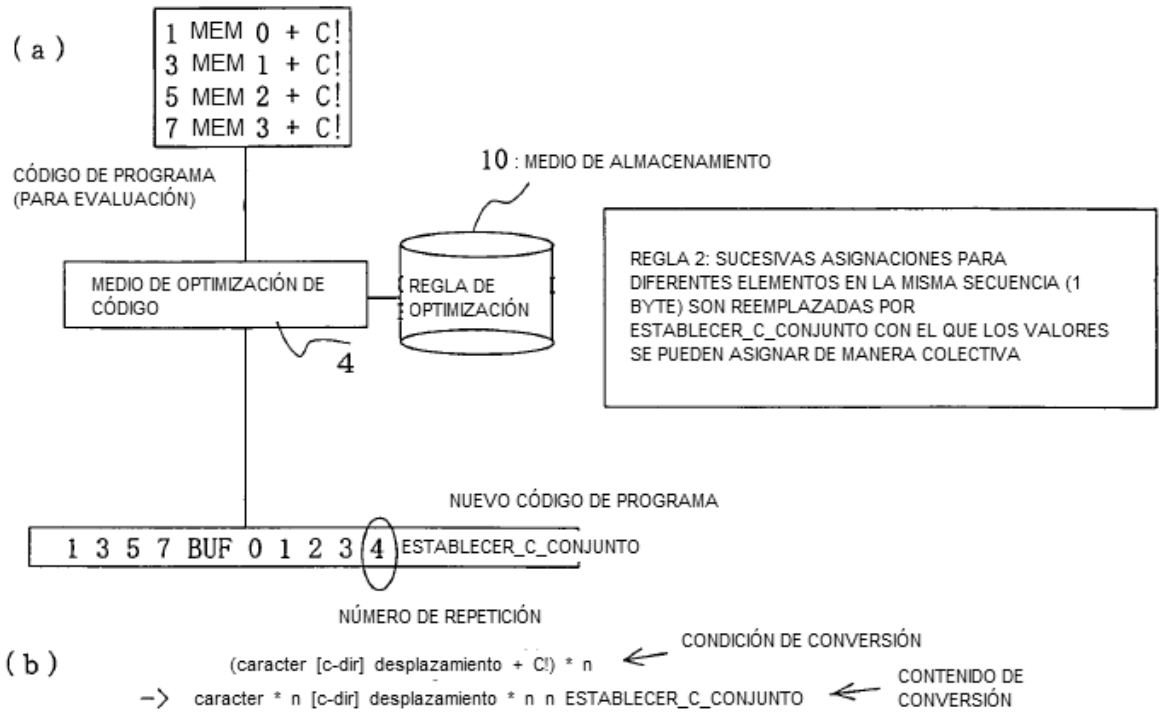 (a)
1 MEM 0 + C!
3 MEM 1 + C!
5 MEM 2 + C!
7 MEM 3 + C!
CÓDIGO DE PROGRAMA
(PARA EVALUACIÓN)
10 : MEDIO DE ALMACENAMIENTO
MEDIO DE OPTIMIZACIÓN DE
CÓDIGO
4
REGLA DE
OPTIMIZACIÓN
REGLA 2: SUCESIVAS ASIGNACIONES PARA
DIFERENTES ELEMENTOS EN LA MISMA SECUENCIA (1
BYTE) SON REEMPLAZADAS POR
ESTABLECER_C_CONJUNTO CON EL QUE LOS VALORES
SE PUEDEN ASIGNAR DE MANERA COLECTIVA
NUEVO CÓDIGO DE PROGRAMA
1 3 5 7 BUF 0 1 2 3 4 ESTABLECER_C_CONJUNTO
NÚMERO DE REPETICIÓN
(b)
(caracter [c-dir] desplazamiento + C!) * n
CONDICIÓN DE CONVERSIÓN
-> caracter * n [c-dir] desplazamiento * n n ESTABLECER_C_CONJUNTO
CONTENIDO DE
CONVERSIÓN